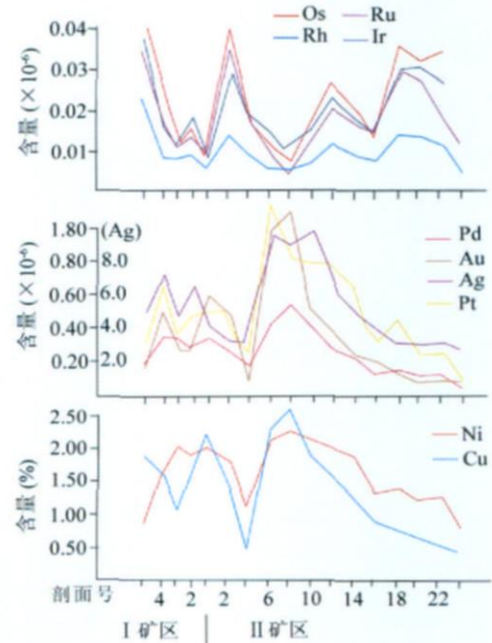 Os Ru
Rh Ir
含量 (×10⁻⁶)
0.04
0.03
0.02
0.01
含量 (×10⁻⁶)
1.80 (Ag)
0.80 8.0
0.60 6.0
0.40 4.0
0.20 2.0
Pd
Au
Ag
Pt
含量 (%)
2.50
2.00
1.50
1.00
0.50
Ni
Cu
剖面号 4 2 2 2 6 10 14 18 22
I 矿区 II 矿区